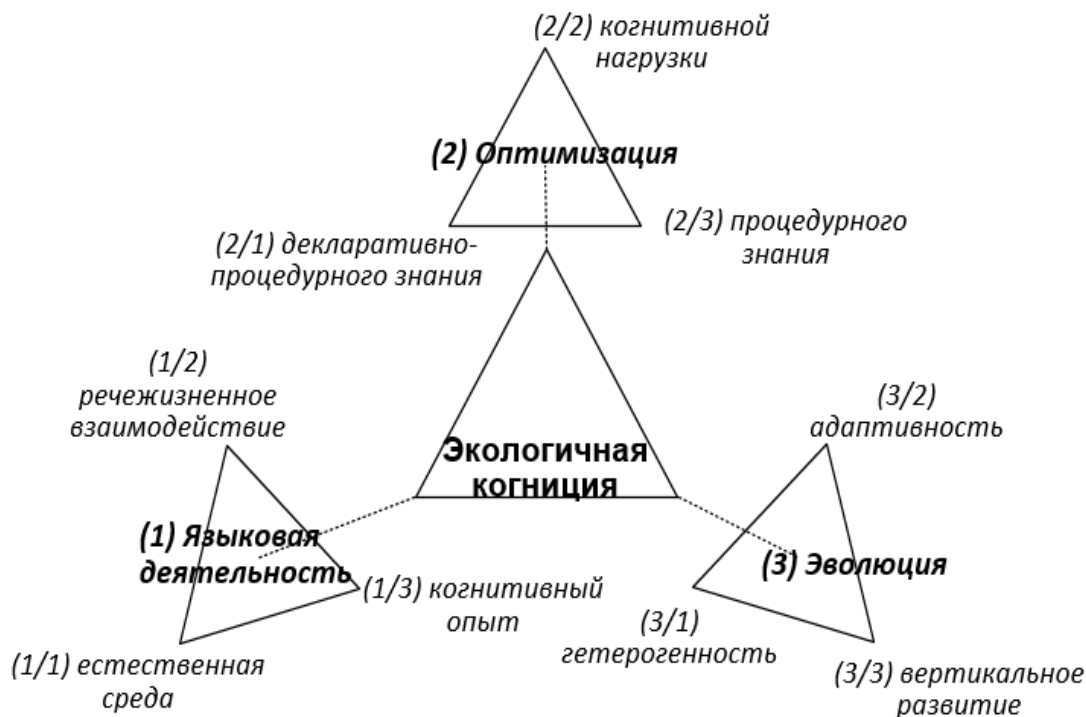 (2/2) когнитивной
нагрузки
(2) Оптимизация
(2/1) декларативно-
процедурного знания
(2/3) процедурного
знания
(1/2)
речежизненное
взаимодействие
(3/2)
адаптивность
Экологичная
когниция
(1) Языковая
деятельность
(3) Эволюция
(1/3) когнитивный
опыт
(3/1)
гетерогенность
(1/1) естественная
среда
(3/3) вертикальное
развитие